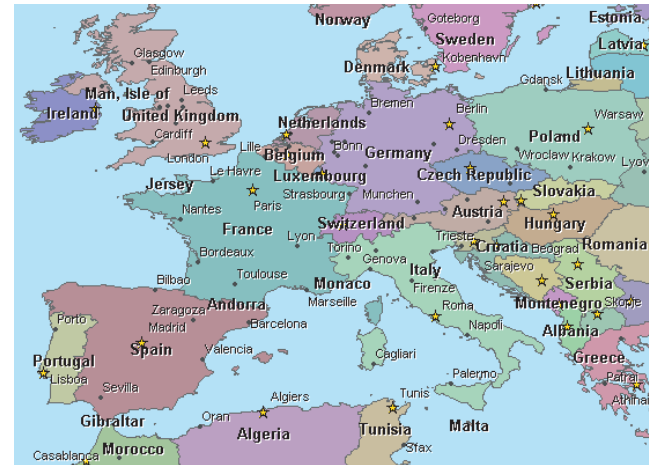 Norway
Goteborg
Estonia,
Sweden
Latvia
Glasgow
Edinburgh
Denmark
Kobenhavn
Lithuania
Man, Isle of
Leeds
Gdansk
Ireland
United Kingdom
Bremen
Berlin
Warsaw
Cardiff
Netherlands
Poland
London
Lille
Belgium
Bonn
Germany
Dresden
Wroclaw
Krakow
Lyov
Le Havre
Luxembourg
Czech Republic
Jersey
Paris
Strasbourg
Munchen
Slovakia
Nantes
France
Switzerland
Austria
Hungary
Lyon
Trieste
Croatia
Beograd
Romania
Bordeaux
Torino
Genova
Italy
Sarajevo
Bilbao
Toulouse
Monaco
Firenze
Serbia
Zaragoza
Andorra
Marseille
Roma
Montenegro
Skopje
Porto
Madrid
Barcelona
Napoli
Albania
Portugal
Spain
Valencia
Cagliari
Greece
Lisboa
Sevilla
Palermo
Patrai
Gibraltar
Oran
Algiers
Tunis
Athinai
Casablanca
Morocco
Algeria
Tunisia
Malta
Sfax